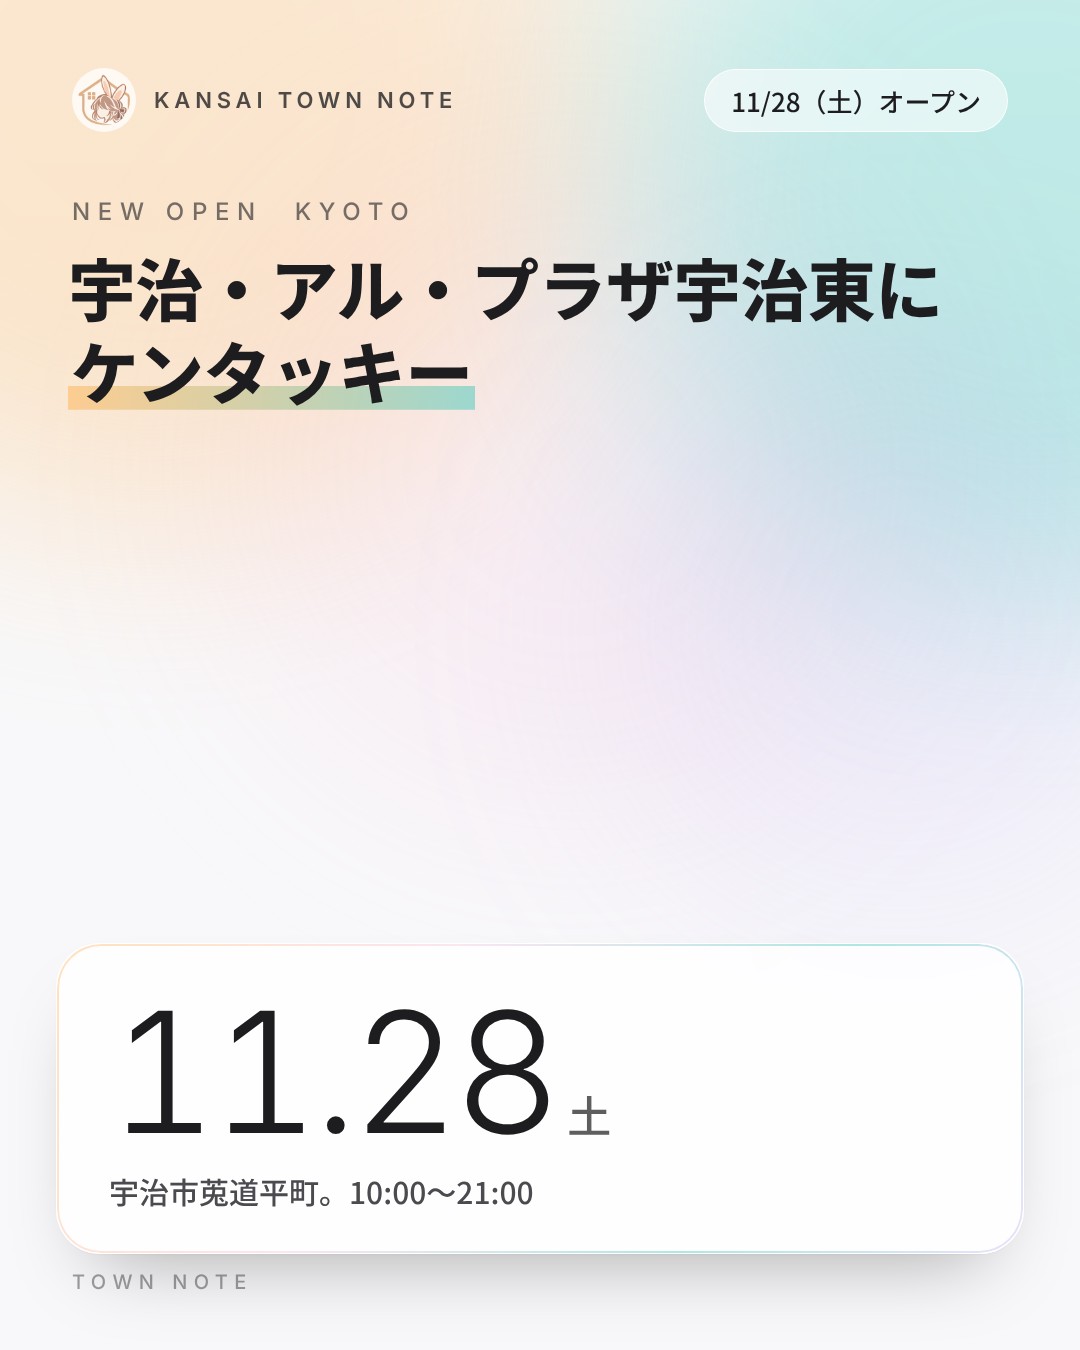 KANSAI TOWN NOTE
11/28（土）オープン
NEW OPEN KYOTO
宇治・アル・プラザ宇治東に
ケンタッキー
11.28 土
宇治市莵道平町。10:00〜21:00
TOWN NOTE